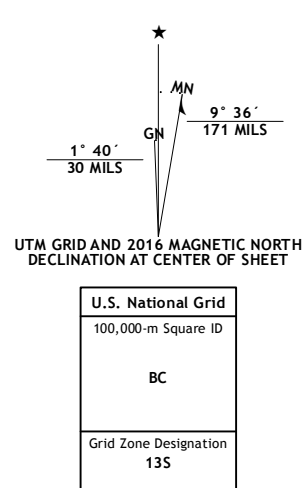 MN
9° 36´
171 MILS
GN
1° 40´
30 MILS
UTM GRID AND 2016 MAGNETIC NORTH
DECLINATION AT CENTER OF SHEET
U.S. National Grid
100,000-m Square ID
BC
Grid Zone Designation
13S